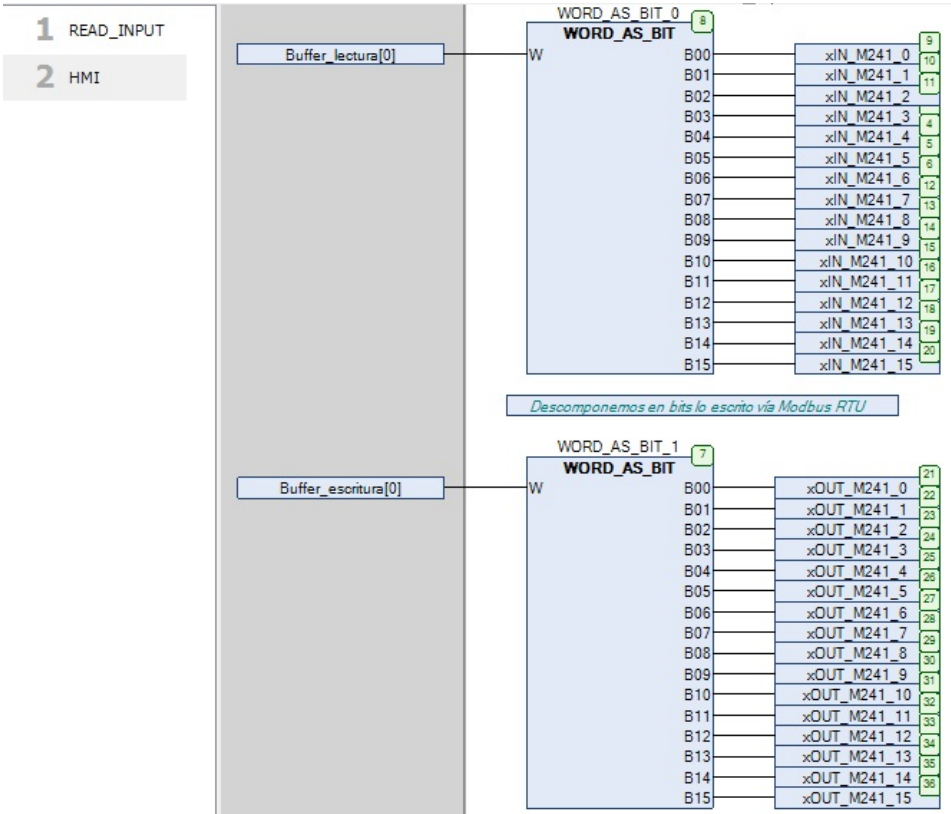 1 READ_INPUT
2 HMI
WORD_AS_BIT_0 8
WORD_AS_BIT
Buffer_lectura[0] W B00 xIN_M241_0 9
B01 xIN_M241_1 10
B02 xIN_M241_2 11
B03 xIN_M241_3
B04 xIN_M241_4 4
B05 xIN_M241_5 5
B06 xIN_M241_6 6
B07 xIN_M241_7 12
B08 xIN_M241_8 13
B09 xIN_M241_9 14
B10 xIN_M241_10 15
B11 xIN_M241_11 16
B12 xIN_M241_12 17
B13 xIN_M241_13 18
B14 xIN_M241_14 19
B15 xIN_M241_15 20
Descomponemos en bits lo escrito vía Modbus RTU
WORD_AS_BIT_1 7
WORD_AS_BIT
Buffer_escritura[0] W B00 xOUT_M241_0 21
B01 xOUT_M241_1 22
B02 xOUT_M241_2 23
B03 xOUT_M241_3 24
B04 xOUT_M241_4 25
B05 xOUT_M241_5 26
B06 xOUT_M241_6 27
B07 xOUT_M241_7 28
B08 xOUT_M241_8 29
B09 xOUT_M241_9 30
B10 xOUT_M241_10 31
B11 xOUT_M241_11 32
B12 xOUT_M241_12 33
B13 xOUT_M241_13 34
B14 xOUT_M241_14 35
B15 xOUT_M241_15 36